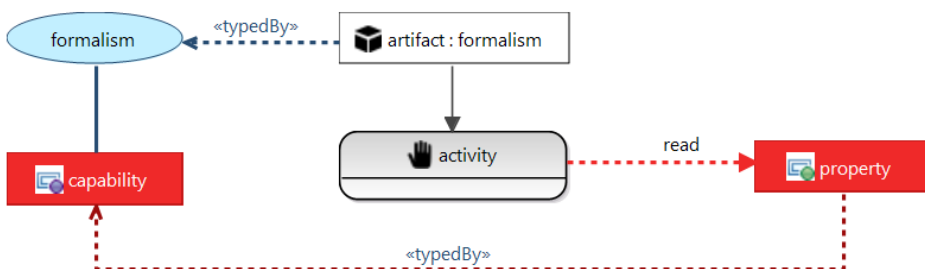 «typedBy»
formalism
artifact : formalism
activity
read
capability
property
«typedBy»